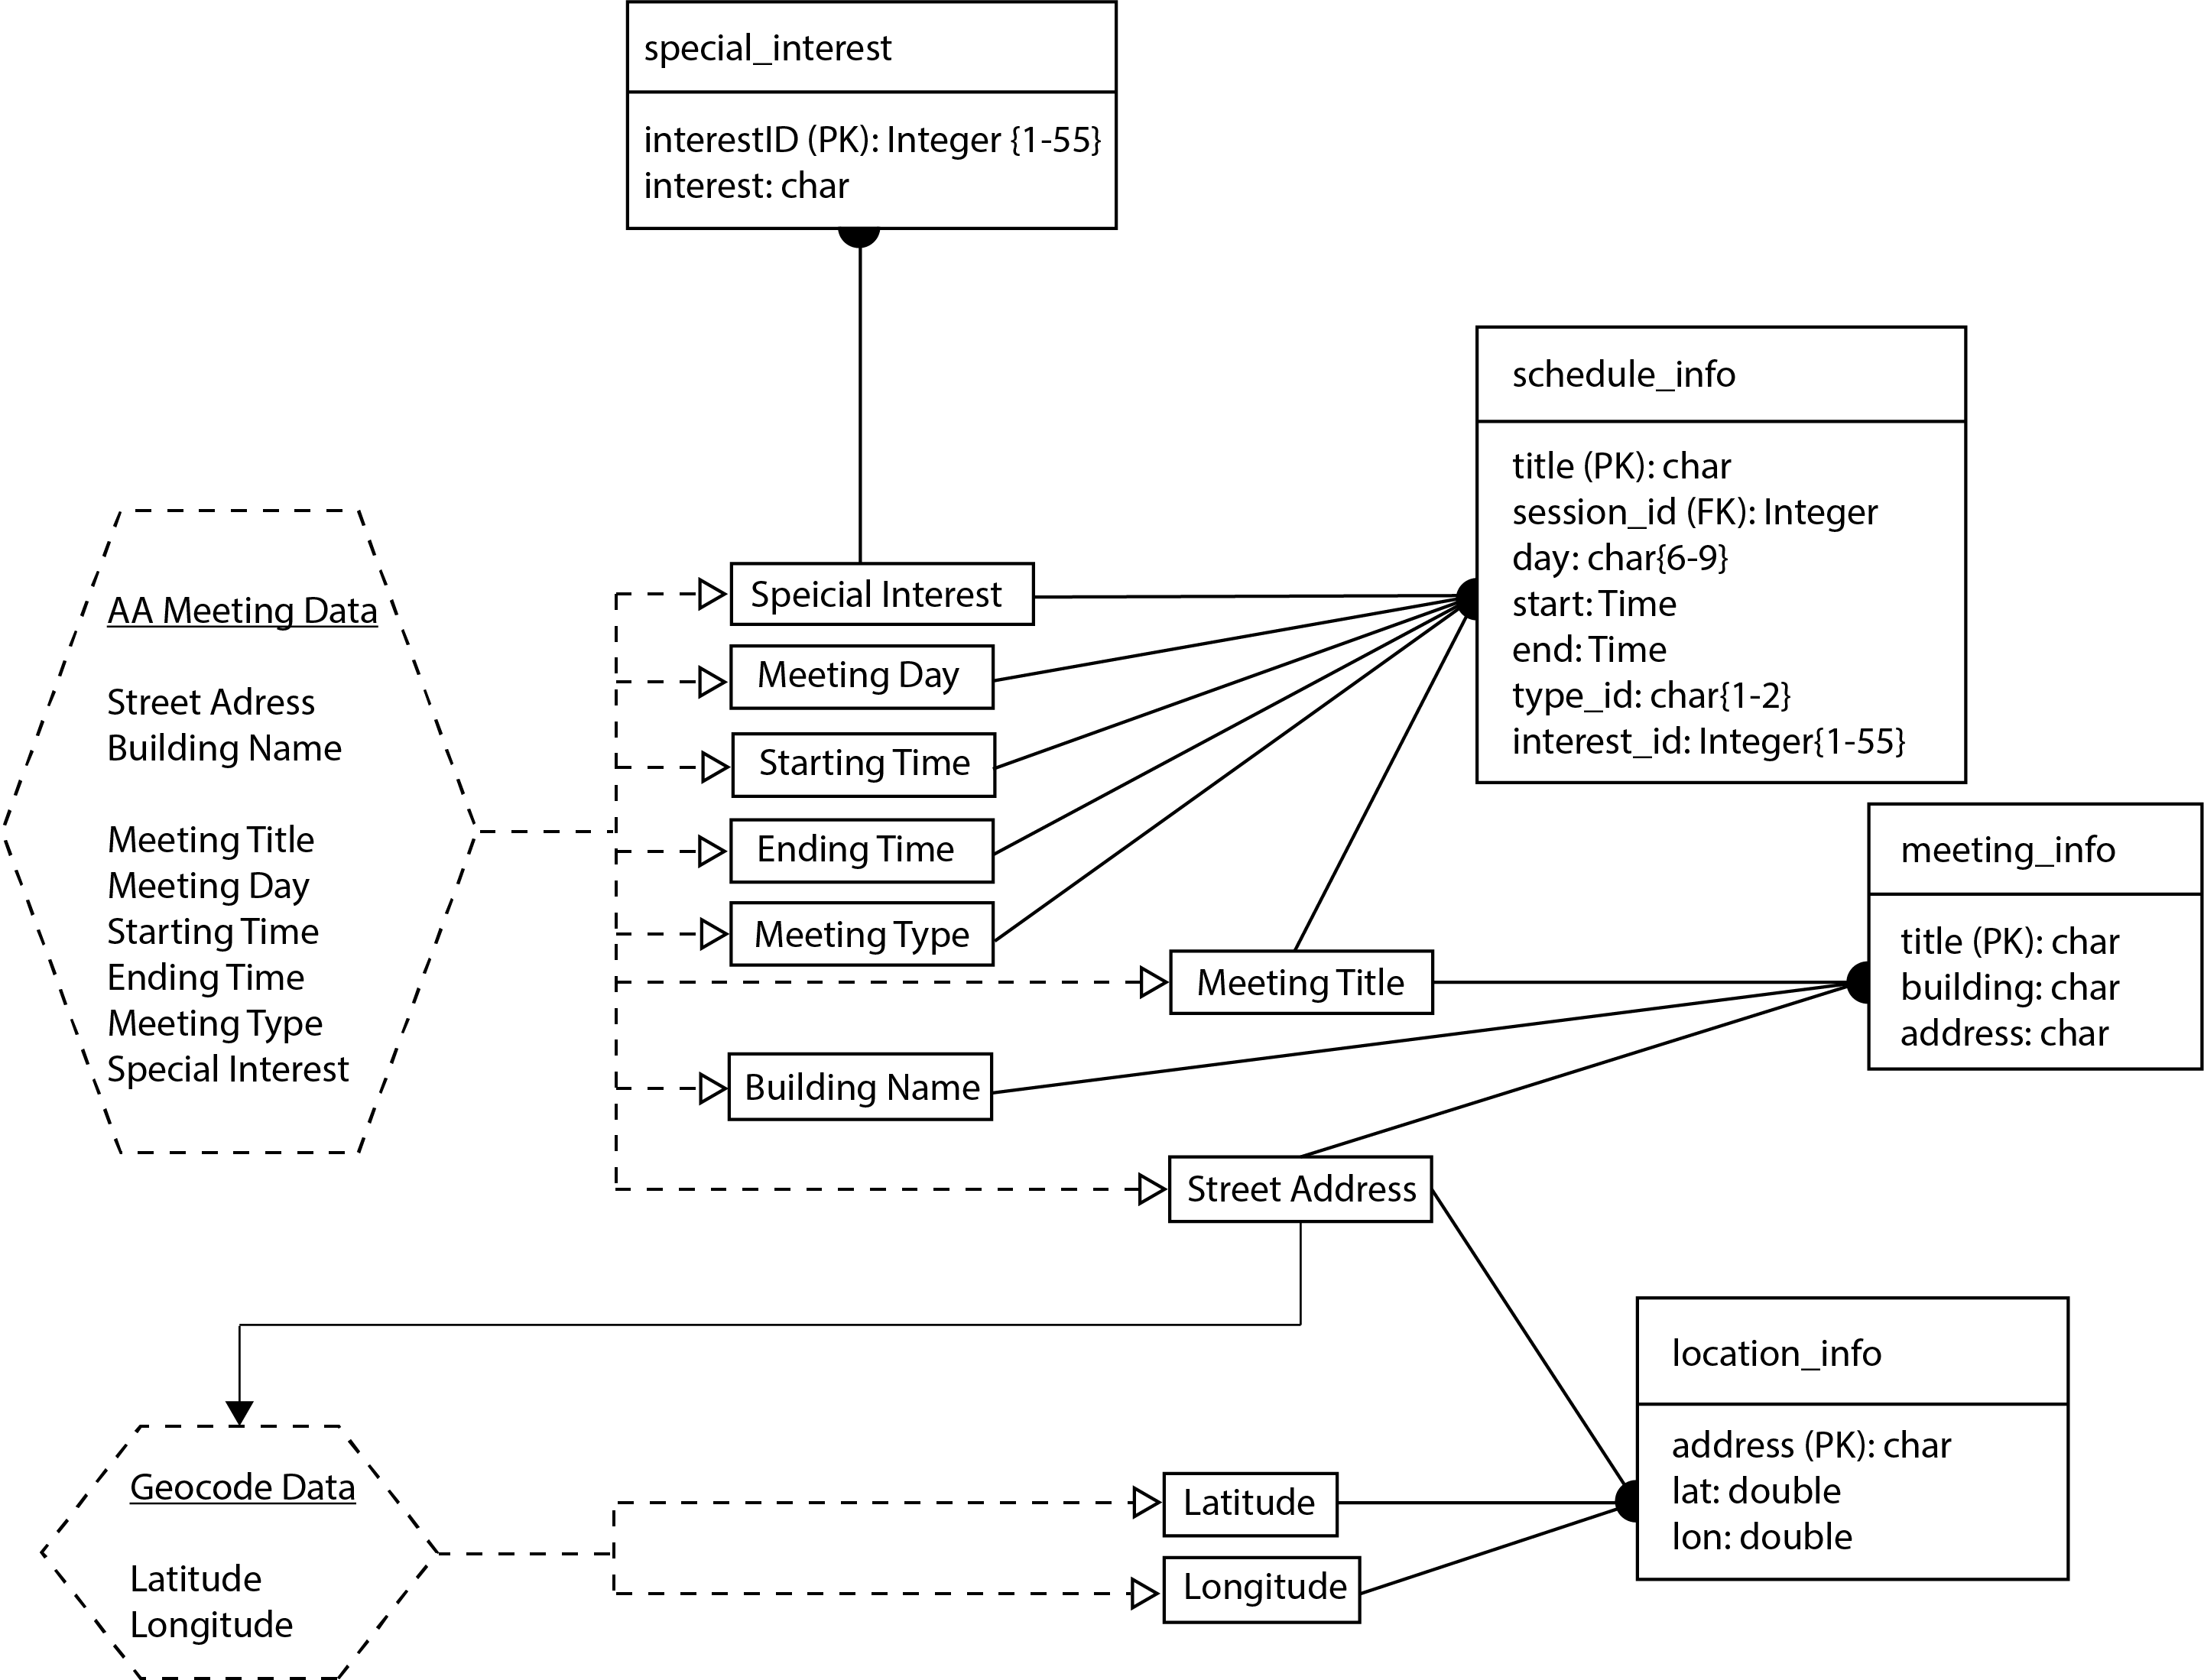 special_interest
interestID (PK): Integer {1-55}
interest: char
schedule_info
title (PK): char
session_id (FK): Integer
day: char{6-9}
start: Time
end: Time
type_id: char{1-2}
interest_id: Integer{1-55}
AA Meeting Data
Street Adress
Building Name
Meeting Title
Meeting Day
Starting Time
Ending Time
Meeting Type
Special Interest
Speicial Interest
Meeting Day
Starting Time
Ending Time
Meeting Type
Meeting Title
Building Name
Street Address
meeting_info
title (PK): char
building: char
address: char
location_info
address (PK): char
lat: double
lon: double
Geocode Data
Latitude
Longitude
Latitude
Longitude